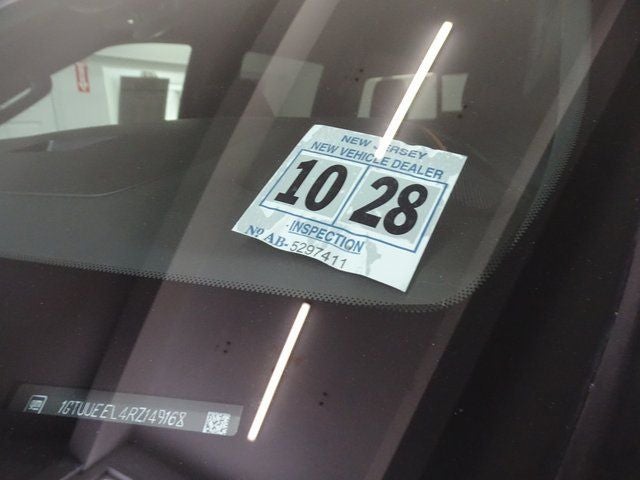 NEW JERSEY
NEW VEHICLE DEALER
10 28
INSPECTION
Nº AB-5297411
1GTUUEEL4RZ149168